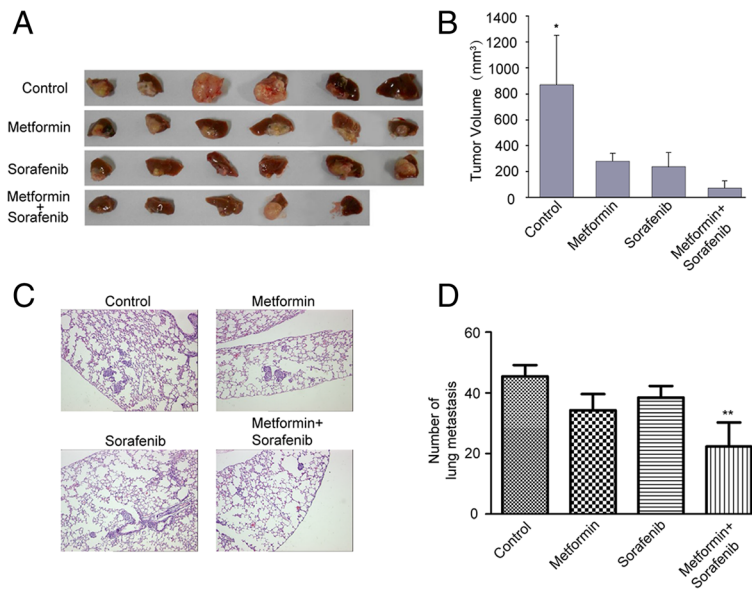 A
Control
Metformin
Sorafenib
Metformin
+
Sorafenib
B
Tumor Volume (mm³)
1400
1200
1000
800
600
400
200
0
*
Control
Metformin
Sorafenib
Metformin+
Sorafenib
C
Control
Metformin
Sorafenib
Metformin+
Sorafenib
D
Number of
lung metastasis
60
40
20
0
**
Control
Metformin
Sorafenib
Metformin+
Sorafenib